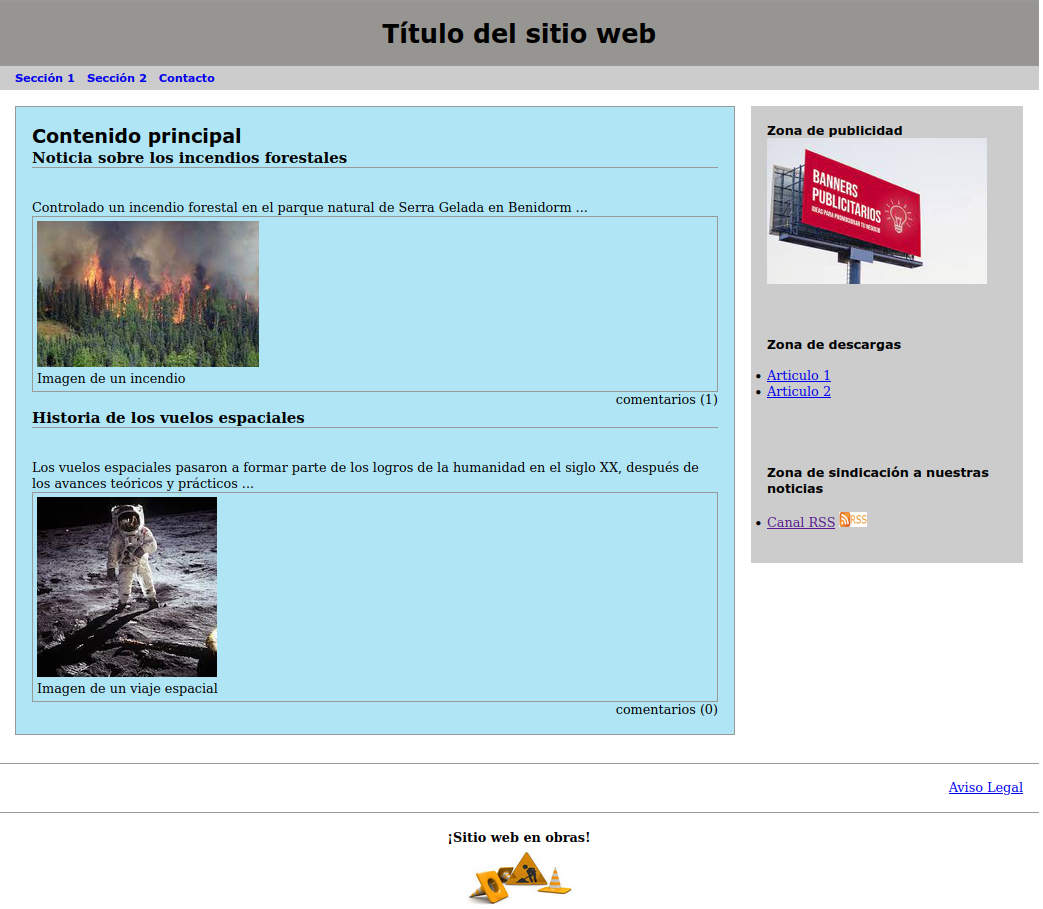 Título del sitio web
Sección 1 Sección 2 Contacto
Contenido principal
Noticia sobre los incendios forestales
Controlado un incendio forestal en el parque natural de Serra Gelada en Benidorm ...
Imagen de un incendio
comentarios (1)
Historia de los vuelos espaciales
Los vuelos espaciales pasaron a formar parte de los logros de la humanidad en el siglo XX, después de
los avances teóricos y prácticos ...
Imagen de un viaje espacial
comentarios (0)
Zona de publicidad
BANNERS
PUBLICITARIOS
IDEAS PARA PROMOCIONAR TU NEGOCIO
Zona de descargas
• Articulo 1
• Articulo 2
Zona de sindicación a nuestras
noticias
• Canal RSS RSS
Aviso Legal
¡Sitio web en obras!